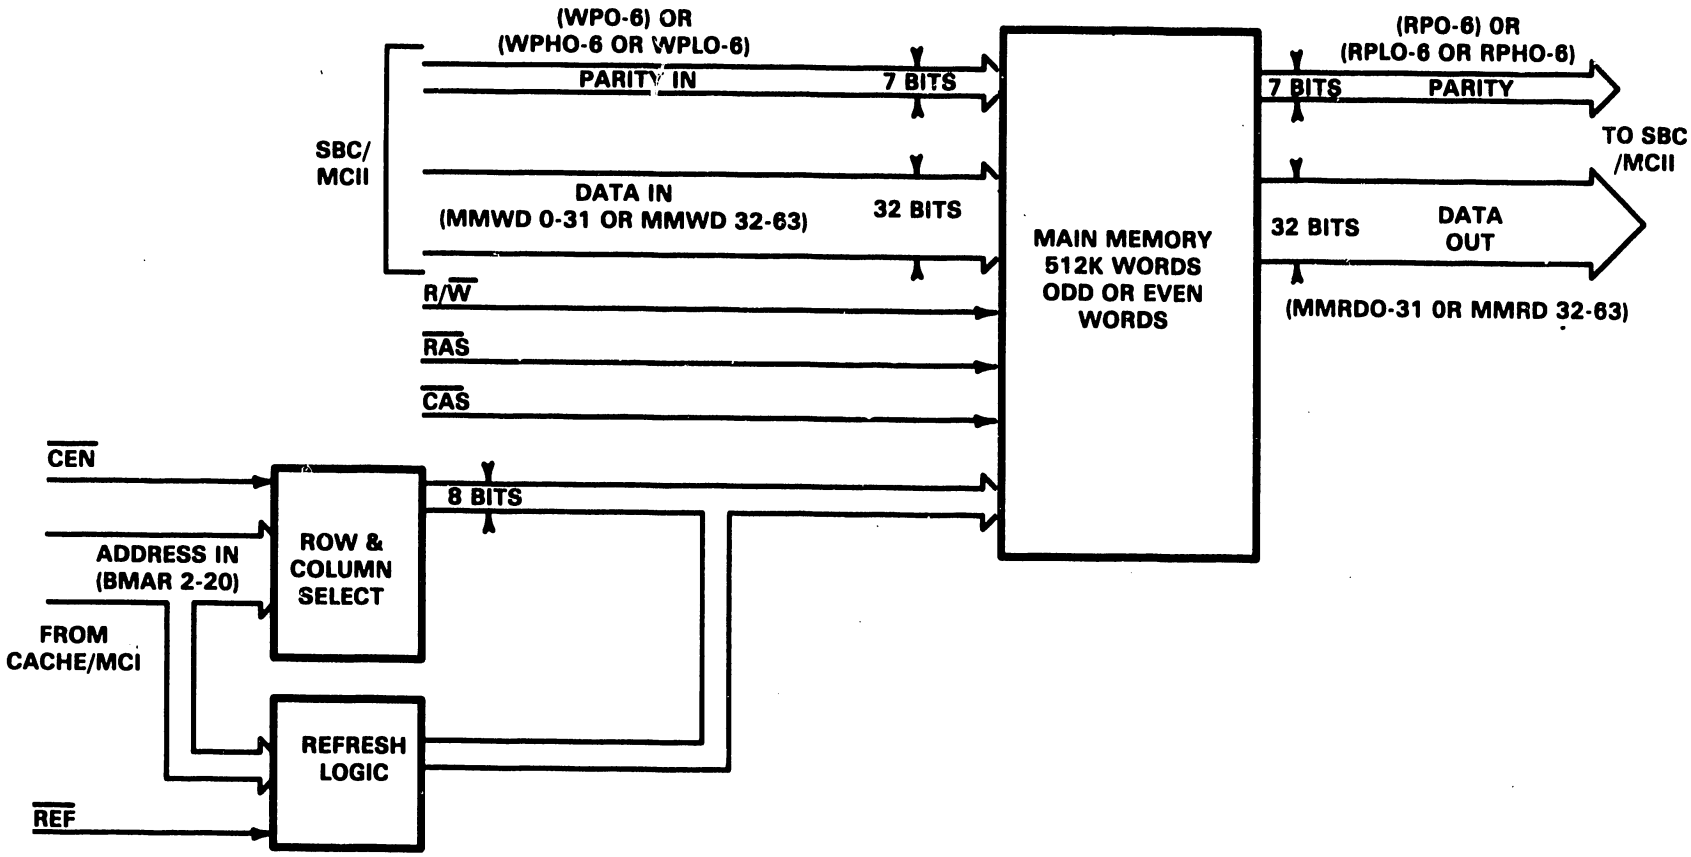 (WPO-6) OR
(WPHO-6 OR WPLO-6)
PARITY IN
7 BITS
SBC/
MCII
DATA IN
(MMWD 0-31 OR MMWD 32-63)
32 BITS
R/W
RAS
CAS
MAIN MEMORY
512K WORDS
ODD OR EVEN
WORDS
(RPO-6) OR
(RPLO-6 OR RPHO-6)
7 BITS
PARITY
TO SBC
/MCII
32 BITS
DATA
OUT
(MMRDO-31 OR MMRD 32-63)
CEN
ADDRESS IN
(BMAR 2-20)
FROM
CACHE/MCI
ROW &
COLUMN
SELECT
8 BITS
REFRESH
LOGIC
REF